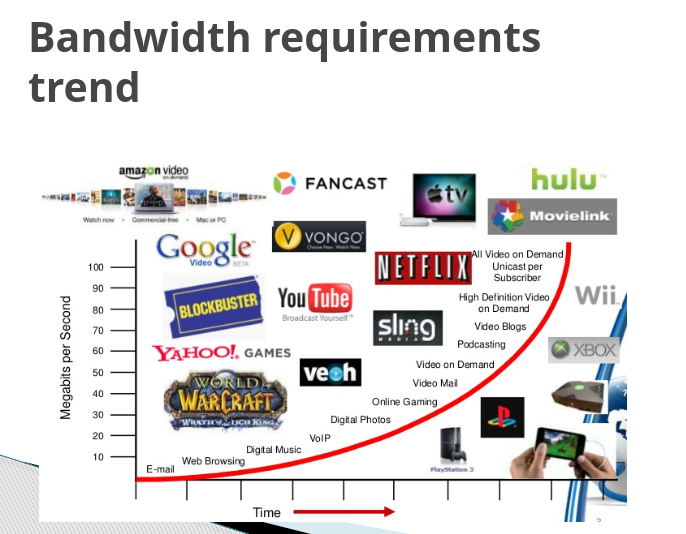 Bandwidth requirements
trend
amazon video
on demand
Watch now • Commercial-free • Mac or PC
FANCAST
tv
hulu
Movielink
Google
Video BETA
VONGO
Choose Now. Watch Now.
NETFLIX
All Video on Demand
Unicast per
Subscriber
BLOCKBUSTER
YouTube
Broadcast Yourself
High Definition Video
on Demand
Wii.
sling
MEDIA
Video Blogs
Podcasting
YAHOO! GAMES
XBOX
veoh
Video on Demand
Video Mail
WORLD
OF
WARCRAFT
WRATH OF THE LICH KING
Online Gaming
Digital Photos
VoIP
Digital Music
Web Browsing
E-mail
PlayStation 3
Megabits per Second
100
90
80
70
60
50
40
30
20
10
Time